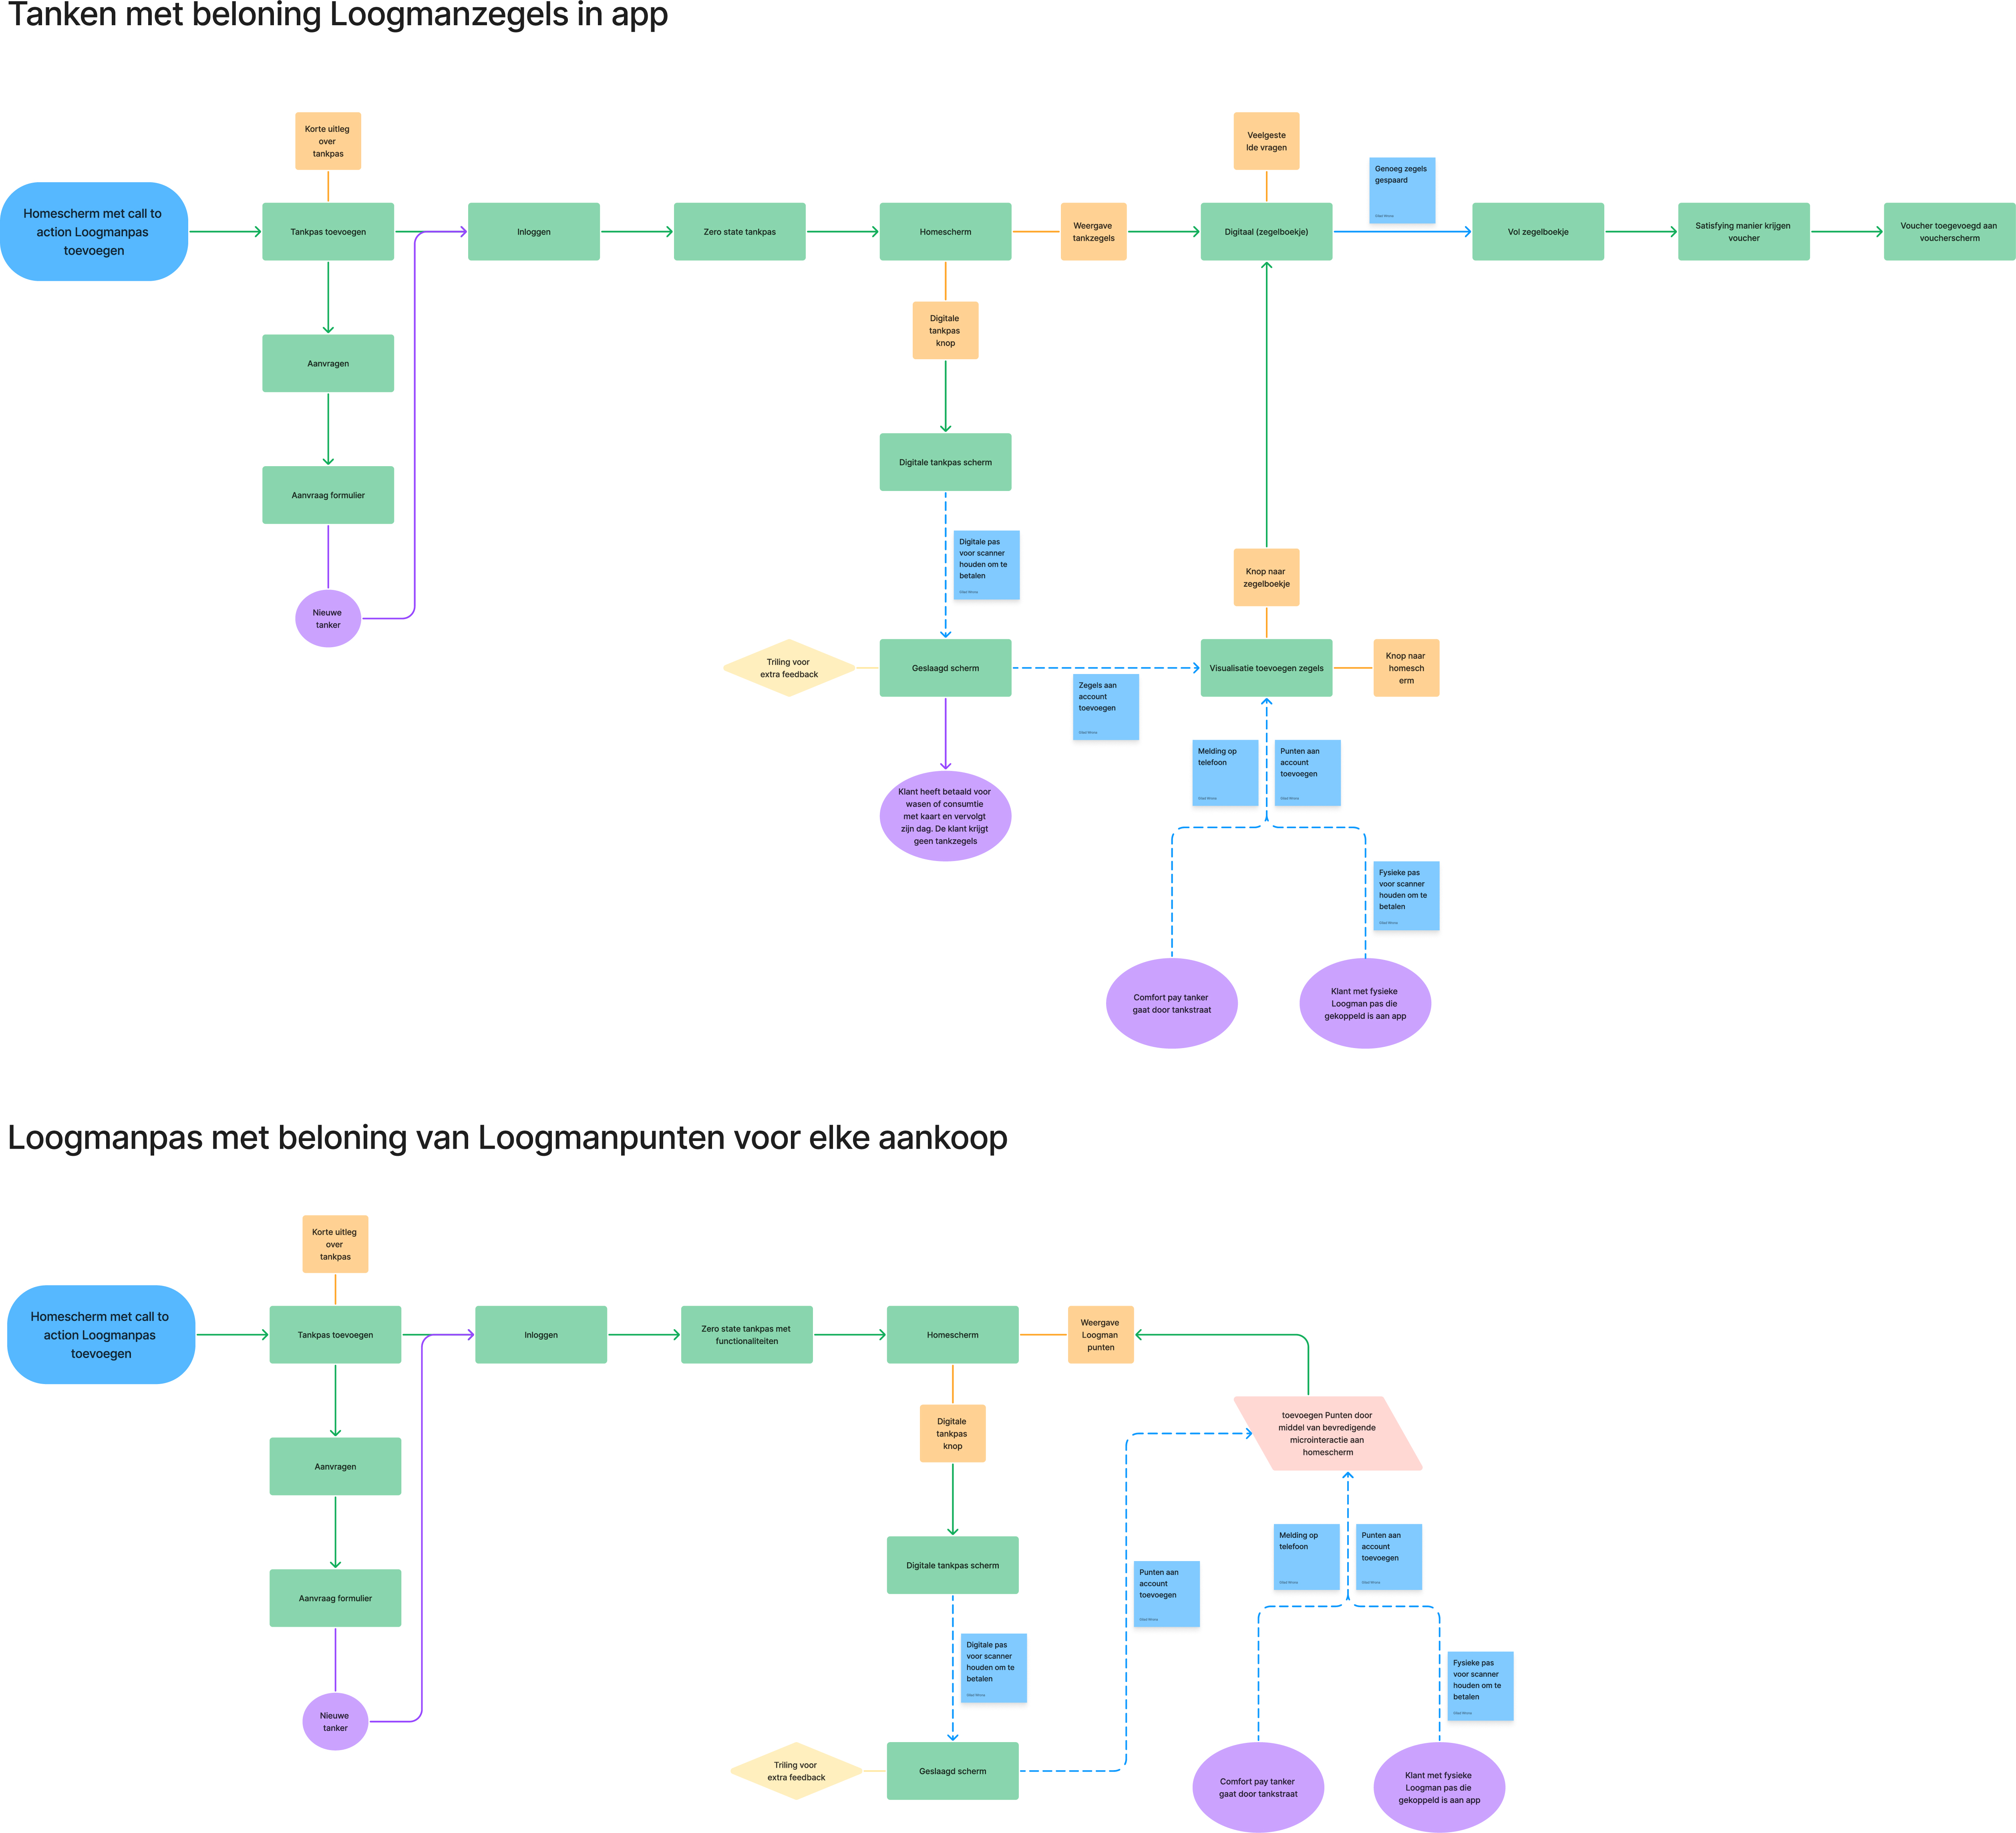 Tanken met beloning Loogmanzegels in app
Korte uitleg
over
tankpas
Veelgeste
lde vragen
Genoeg zegels
gespaard
Homescherm met call to
action Loogmanpas
toevoegen
Tankpas toevoegen
Inloggen
Zero state tankpas
Homescherm
Weergave
tankzegels
Digitaal (zegelboekje)
Vol zegelboekje
Satisfying manier krijgen
voucher
Voucher toegevoegd aan
voucherscherm
Digitale
tankpas
knop
Aanvragen
Digitale tankpas scherm
Aanvraag formulier
Digitale pas
voor scanner
houden om te
betalen
Knop naar
zegelboekje
Nieuwe
tanker
Triling voor
extra feedback
Geslaagd scherm
Visualisatie toevoegen zegels
Knop naar
homesch
erm
Zegels aan
account
toevoegen
Melding op
telefoon
Punten aan
account
toevoegen
Klant heeft betaald voor
wasen of consumtie
met kaart en vervolgt
zijn dag. De klant krijgt
geen tankzegels
Fysieke pas
voor scanner
houden om te
betalen
Comfort pay tanker
gaat door tankstraat
Klant met fysieke
Loogman pas die
gekoppeld is aan app
Loogmanpas met beloning van Loogmanpunten voor elke aankoop
Korte uitleg
over
tankpas
Homescherm met call to
action Loogmanpas
toevoegen
Tankpas toevoegen
Inloggen
Zero state tankpas met
functionaliteiten
Homescherm
Weergave
Loogman
punten
Digitale
tankpas
knop
toevoegen Punten door
middel van bevredigende
microinteractie aan
homescherm
Aanvragen
Digitale tankpas scherm
Melding op
telefoon
Punten aan
account
toevoegen
Punten aan
account
toevoegen
Aanvraag formulier
Digitale pas
voor scanner
houden om te
betalen
Fysieke pas
voor scanner
houden om te
betalen
Nieuwe
tanker
Triling voor
extra feedback
Geslaagd scherm
Comfort pay tanker
gaat door tankstraat
Klant met fysieke
Loogman pas die
gekoppeld is aan app